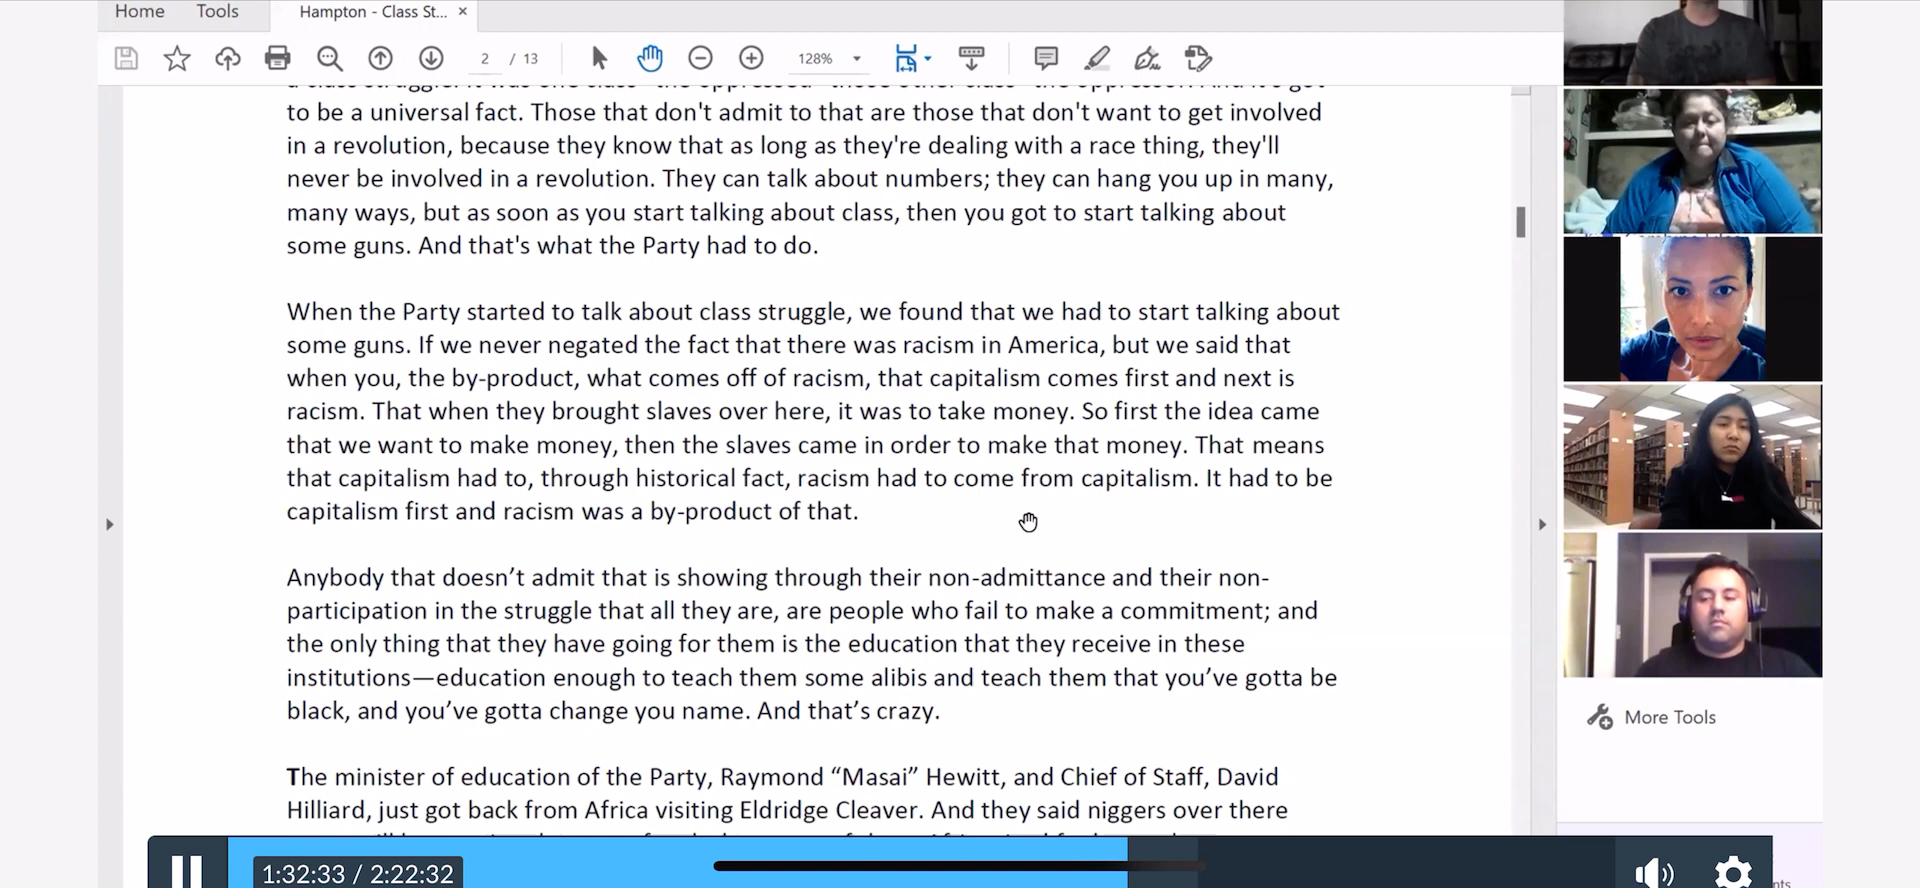 Home Tools Hampton - Class St... ×
2 / 13 128%
a class struggle. It was one class--the oppressed--those other class--the oppressor. And it's got
to be a universal fact. Those that don't admit to that are those that don't want to get involved
in a revolution, because they know that as long as they're dealing with a race thing, they'll
never be involved in a revolution. They can talk about numbers; they can hang you up in many,
many ways, but as soon as you start talking about class, then you got to start talking about
some guns. And that's what the Party had to do.
When the Party started to talk about class struggle, we found that we had to start talking about
some guns. If we never negated the fact that there was racism in America, but we said that
when you, the by-product, what comes off of racism, that capitalism comes first and next is
racism. That when they brought slaves over here, it was to take money. So first the idea came
that we want to make money, then the slaves came in order to make that money. That means
that capitalism had to, through historical fact, racism had to come from capitalism. It had to be
capitalism first and racism was a by-product of that.
Anybody that doesn’t admit that is showing through their non-admittance and their non-
participation in the struggle that all they are, are people who fail to make a commitment; and
the only thing that they have going for them is the education that they receive in these
institutions—education enough to teach them some alibis and teach them that you’ve gotta be
black, and you’ve gotta change you name. And that’s crazy.
The minister of education of the Party, Raymond “Masai” Hewitt, and Chief of Staff, David
Hilliard, just got back from Africa visiting Eldridge Cleaver. And they said niggers over there
More Tools
1:32:33 / 2:22:32